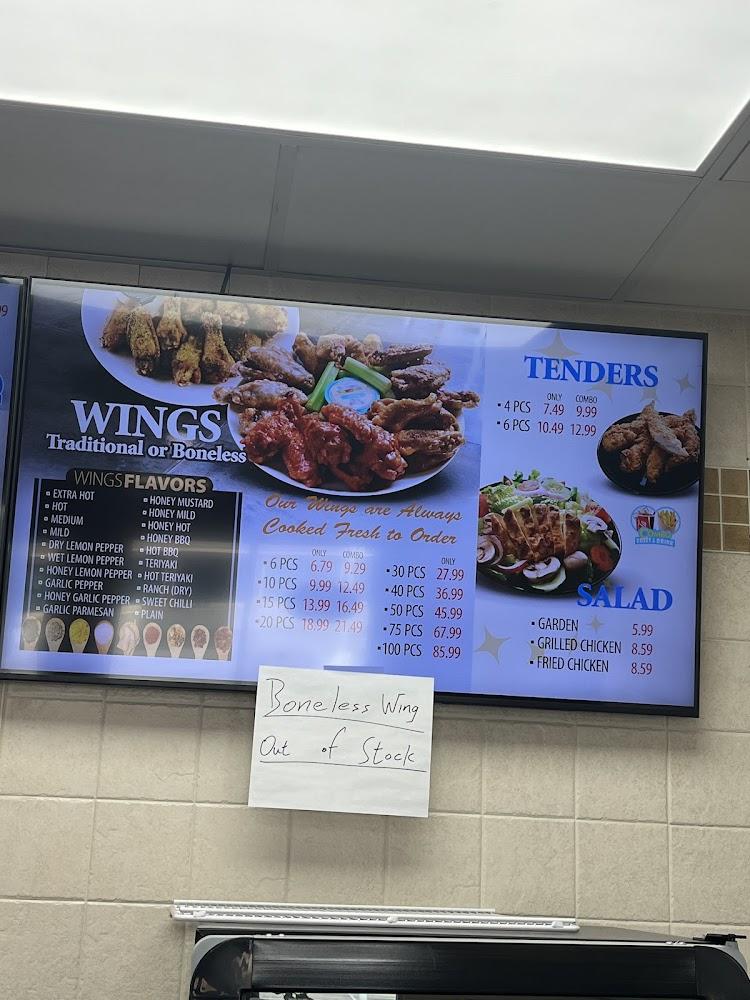 9
WINGS
Traditional or Boneless
WINGSFLAVORS
EXTRA HOT
HOT
MEDIUM
MILD
DRY LEMON PEPPER
WET LEMON PEPPER
HONEY LEMON PEPPER
GARLIC PEPPER
HONEY GARLIC PEPPER
GARLIC PARMESAN
HONEY MUSTARD
HONEY MILD
HONEY HOT
HONEY BBQ
HOT BBQ
TERIYAKI
HOT TERIYAKI
RANCH (DRY)
SWEET CHILLI
PLAIN
Our Wings are Always
Cooked Fresh to Order
ONLY COMBO
6 PCS 6.79 9.29
10 PCS 9.99 12.49
15 PCS 13.99 16.49
20 PCS 18.99 21.49
ONLY
30 PCS 27.99
40 PCS 36.99
50 PCS 45.99
75 PCS 67.99
100 PCS 85.99
TENDERS
ONLY COMBO
4 PCS 7.49 9.99
6 PCS 10.49 12.99
COMBO
FRIES & DRINK
SALAD
GARDEN 5.99
GRILLED CHICKEN 8.59
FRIED CHICKEN 8.59
Boneless Wing
Out of Stock